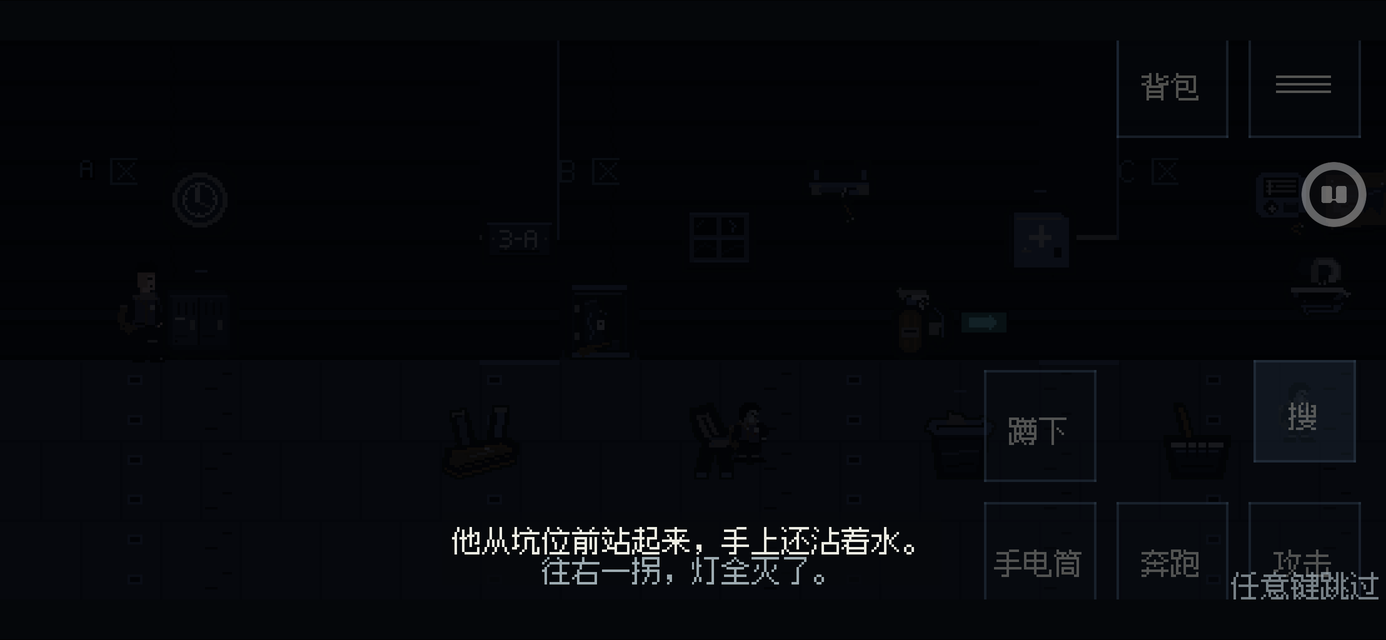 背包
A
B
C
3-A
蹲下
搜
他从坑位前站起来，手上还沾着水。
往右一拐，灯全灭了。
手电筒
奔跑
攻击
任意键跳过